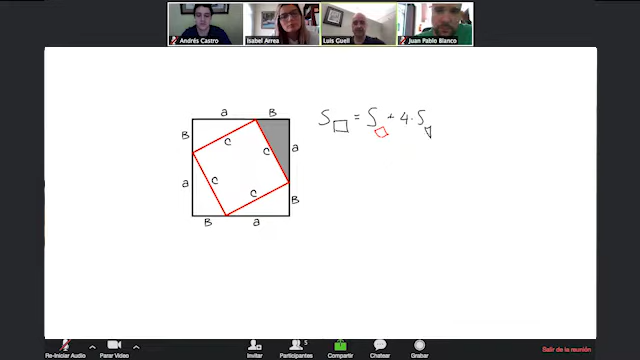 Andrés Castro Isabel Arrea Luis Guell Juan Pablo Blanco
a B
S□ = S□ + 4·S▽
B c c a
a c c B
B a
5
Re-Iniciar Audio Parar Video Invitar Participantes Compartir Chatear Grabar Salir de la reunión